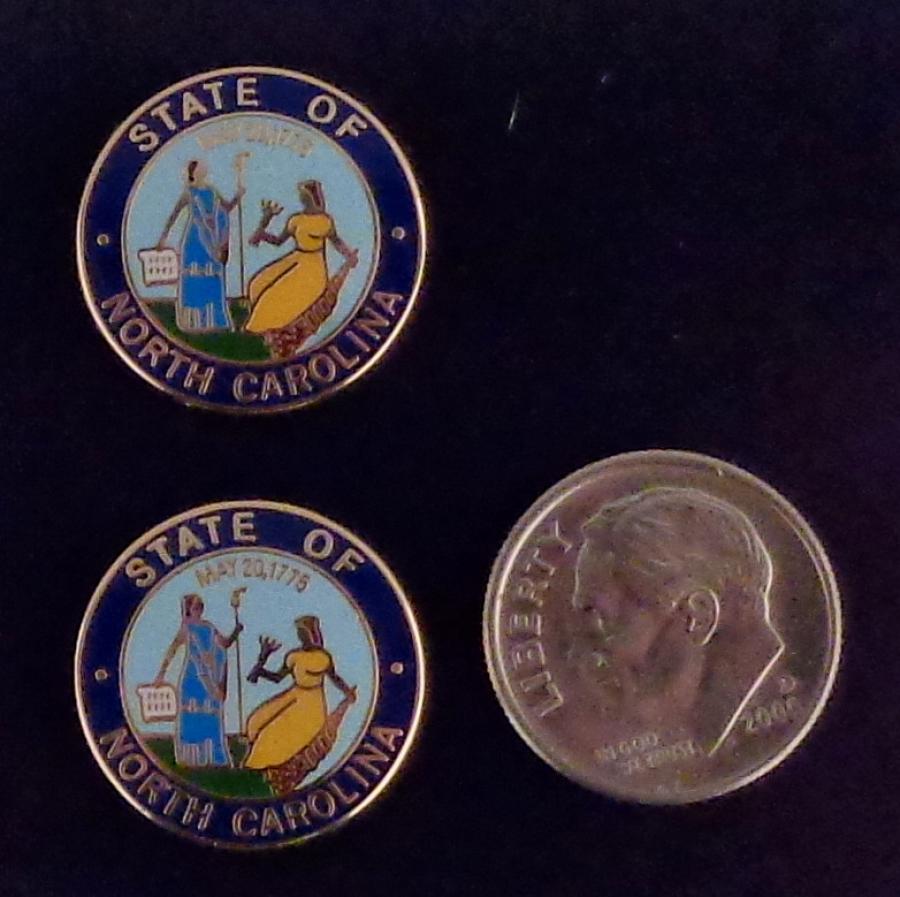 STATE OF
NORTH CAROLINA
STATE OF
MAY 20,1775
NORTH CAROLINA
LIBERTY
IN GOD
WE TRUST
D